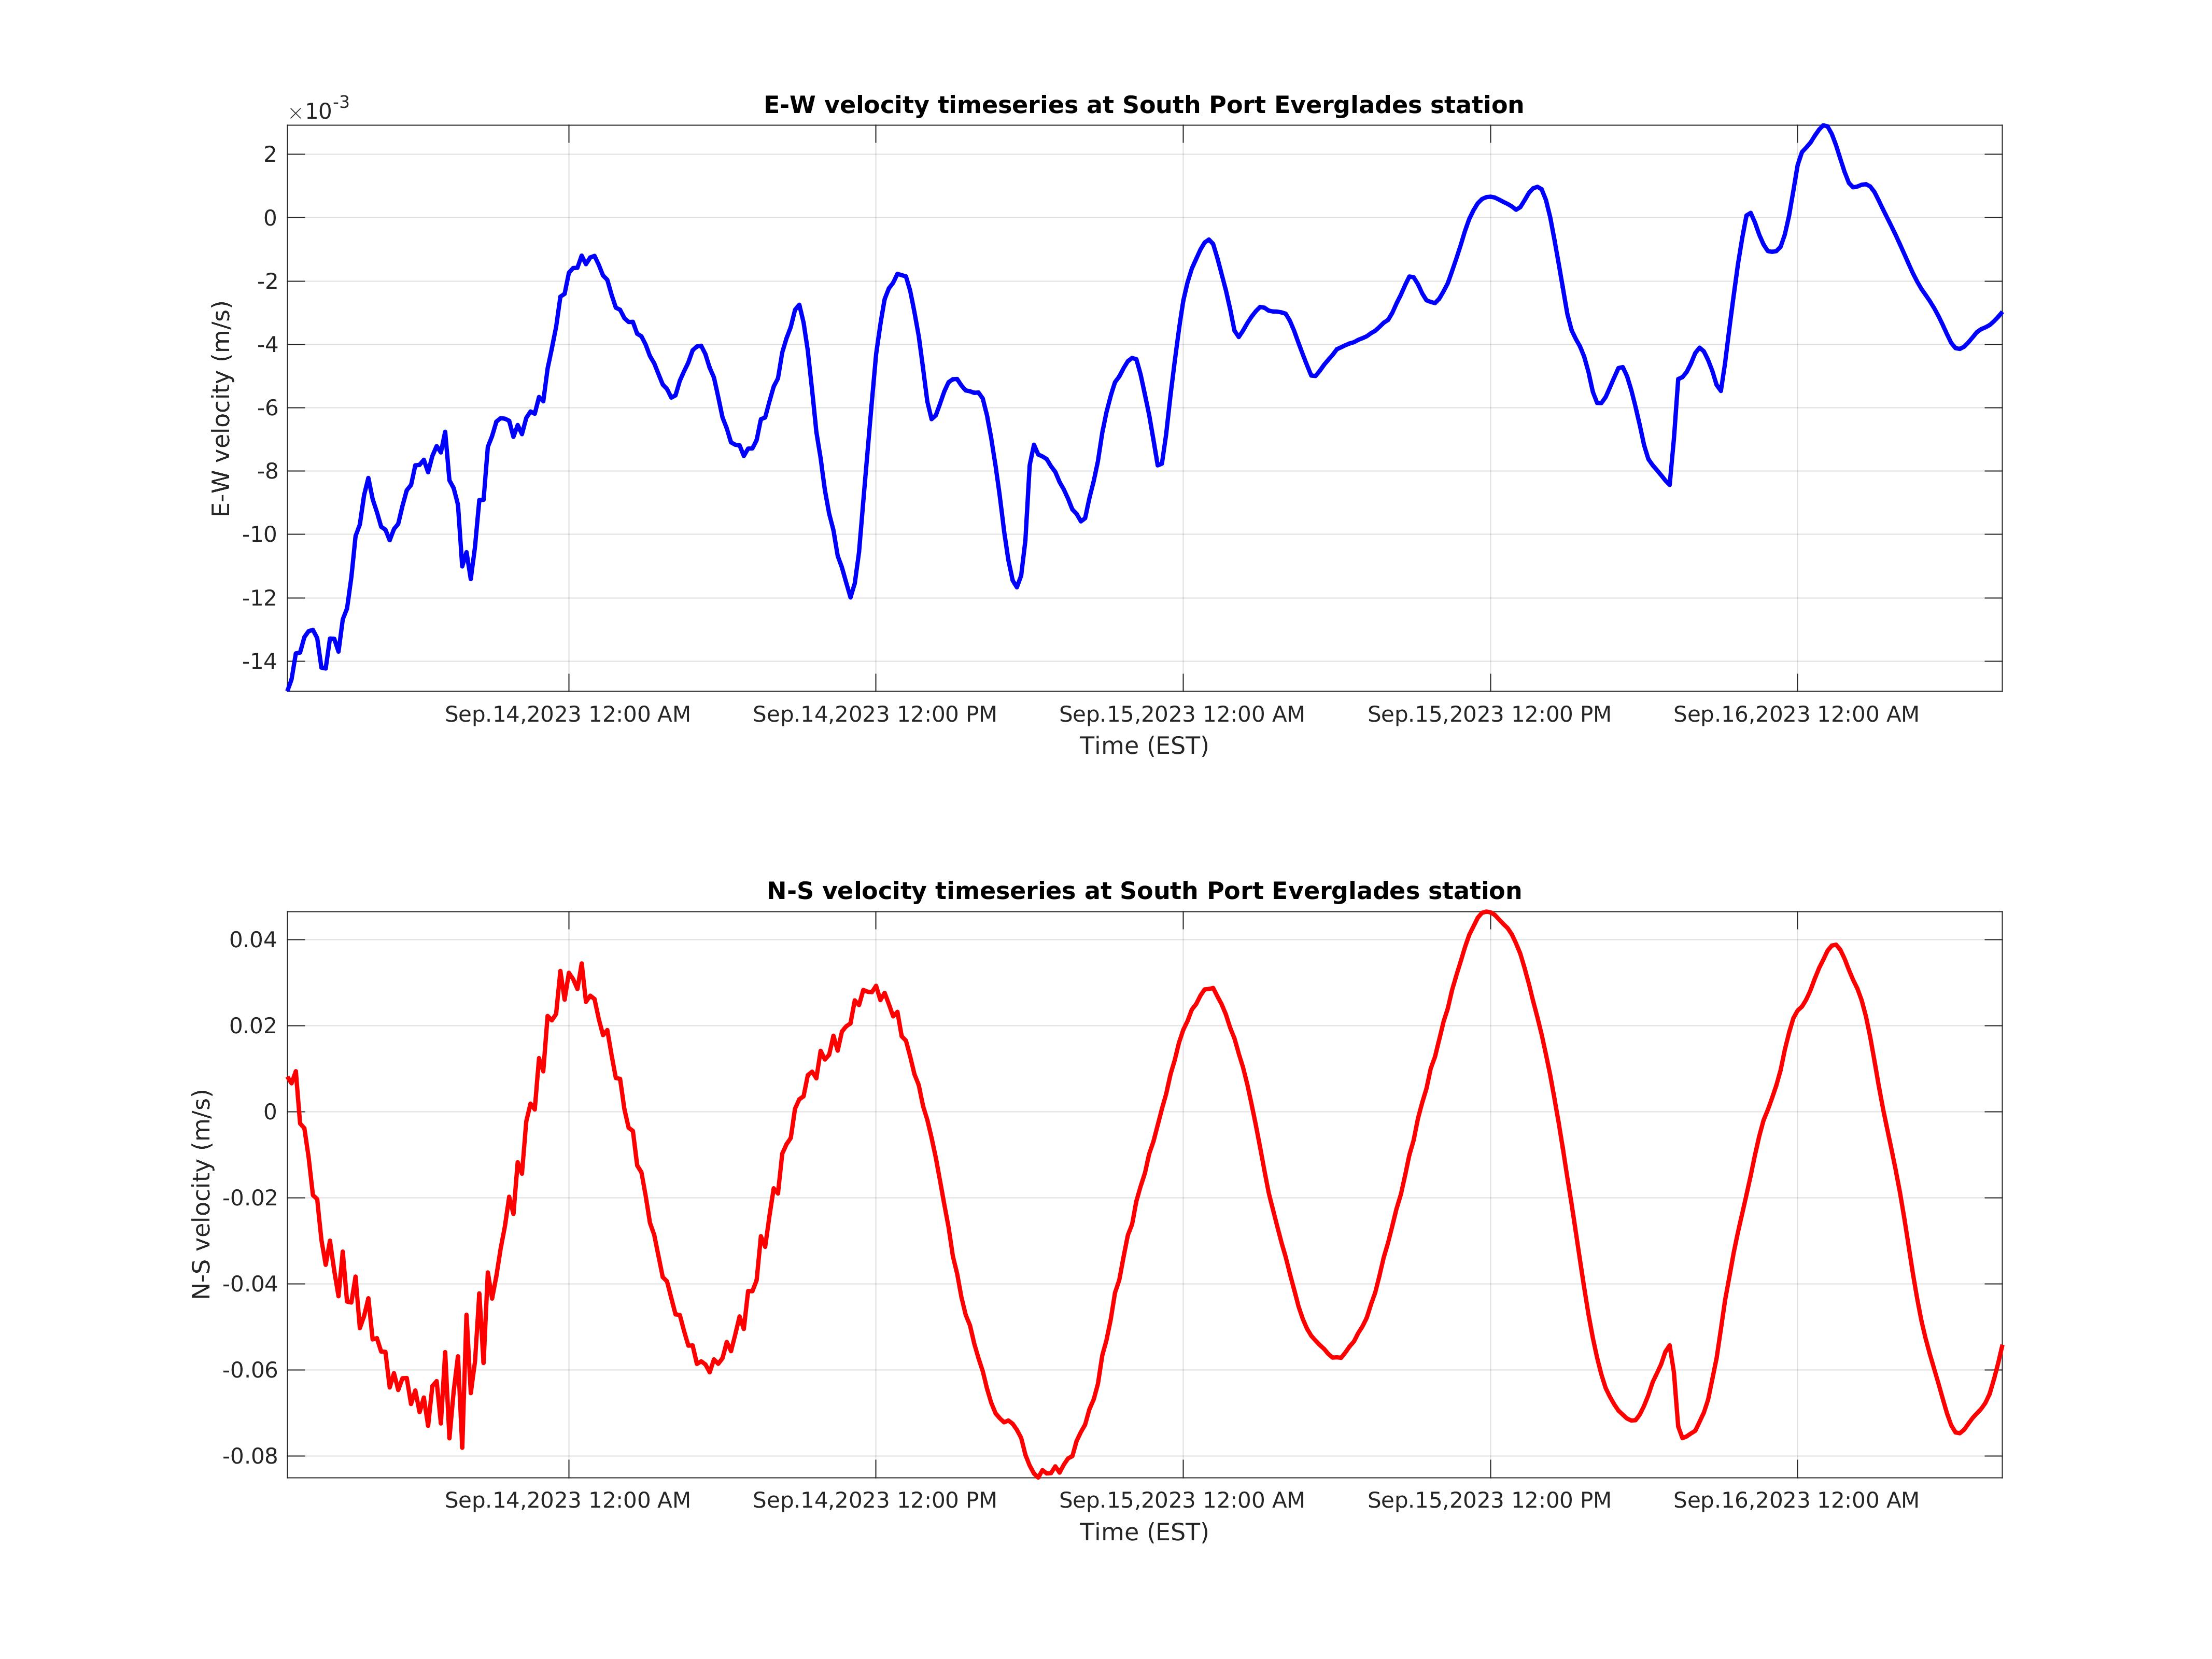 ×10-3
E-W velocity timeseries at South Port Everglades station
2
0
-2
-4
-6
-8
-10
-12
-14
E-W velocity (m/s)
Sep.14,2023 12:00 AM Sep.14,2023 12:00 PM Sep.15,2023 12:00 AM Sep.15,2023 12:00 PM Sep.16,2023 12:00 AM
Time (EST)
N-S velocity timeseries at South Port Everglades station
0.04
0.02
0
-0.02
-0.04
-0.06
-0.08
N-S velocity (m/s)
Sep.14,2023 12:00 AM Sep.14,2023 12:00 PM Sep.15,2023 12:00 AM Sep.15,2023 12:00 PM Sep.16,2023 12:00 AM
Time (EST)